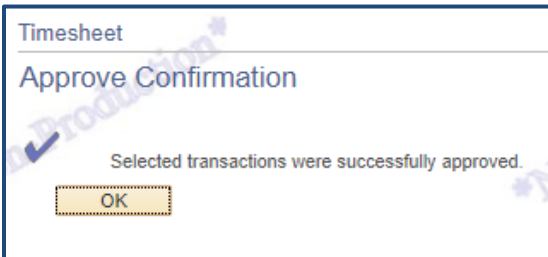 Timesheet
Approve Confirmation
Selected transactions were successfully approved.
OK